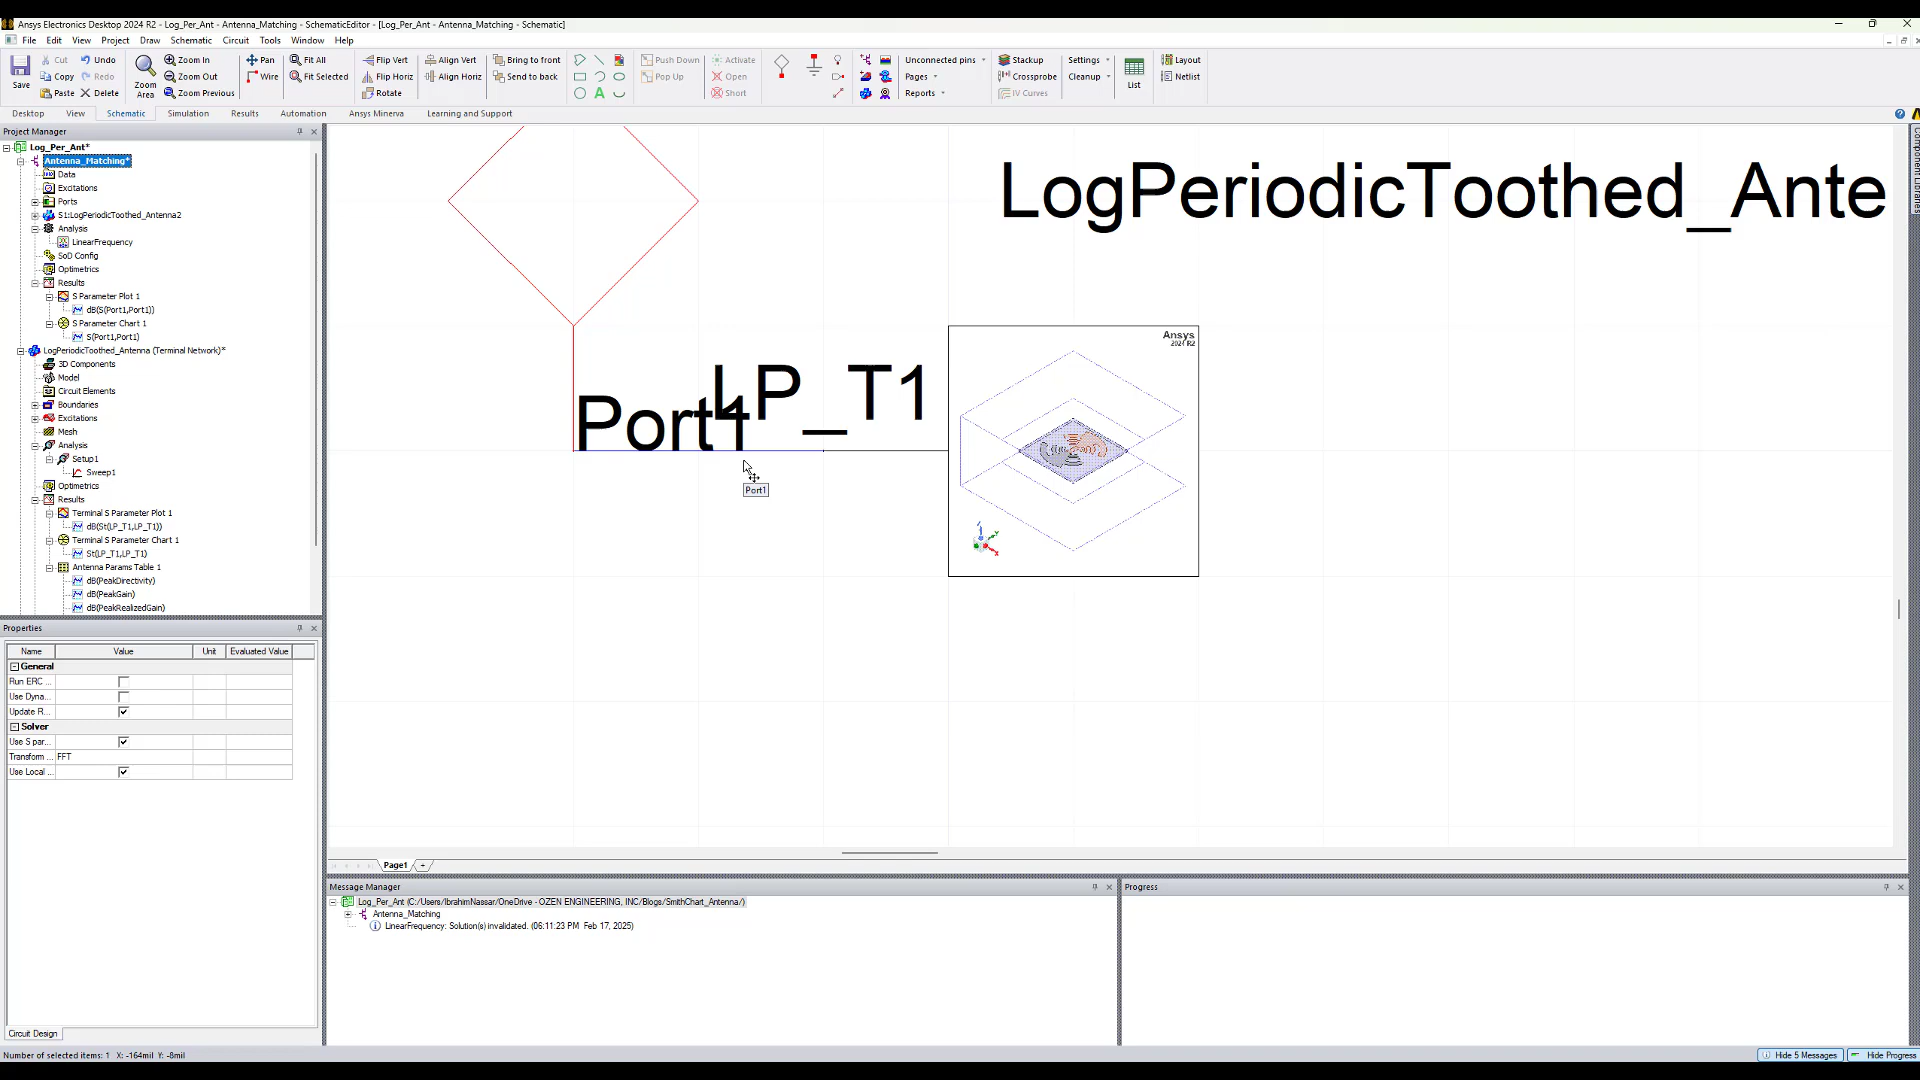 Ansys Electronics Desktop 2024 R2 - Log_Per_Ant - Antenna_Matching - SchematicEditor - [Log_Per_Ant - Antenna_Matching - Schematic]
File Edit View Project Draw Schematic Circuit Tools Window Help
Save Cut Copy Paste Undo Redo Delete Zoom Area Zoom In Zoom Out Zoom Previous Pan Wire Fit All Fit Selected Flip Vert Flip Horiz Rotate Align Vert Align Horiz Bring to front Send to back Push Down Pop Up Activate Open Short Unconnected pins Pages Reports Stackup Crossprobe IV Curves Settings Cleanup List Layout Netlist
Desktop View Schematic Simulation Results Automation Ansys Minerva Learning and Support
Project Manager
Log_Per_Ant*
Antenna_Matching*
Data
Excitations
Ports
S1:LogPeriodicToothed_Antenna2
Analysis
LinearFrequency
SoD Config
Optimetrics
Results
S Parameter Plot 1
dB(S(Port1,Port1))
S Parameter Chart 1
S(Port1,Port1)
LogPeriodicToothed_Antenna (Terminal Network)*
3D Components
Model
Circuit Elements
Boundaries
Excitations
Mesh
Analysis
Setup1
Sweep1
Optimetrics
Results
Terminal S Parameter Plot 1
dB(St(LP_T1,LP_T1))
Terminal S Parameter Chart 1
St(LP_T1,LP_T1)
Antenna Params Table 1
dB(PeakDirectivity)
dB(PeakGain)
dB(PeakRealizedGain)
Properties
Name Value Unit Evaluated Value
General
Run ERC ...
Use Dyna...
Update R...
Solver
Use S par...
Transform ... FFT
Use Local ...
Circuit Design
LogPeriodicToothed_Ante
LP_T1
Port1
Port1
Ansys
2024 R2
Page1 +
Component Libraries
Message Manager
Log_Per_Ant (C:/Users/IbrahimNassar/OneDrive - OZEN ENGINEERING, INC/Blogs/SmithChart_Antenna/)
Antenna_Matching
LinearFrequency: Solution(s) invalidated. (06:11:23 PM Feb 17, 2025)
Progress
Number of selected items: 1 X: -164mil Y: -8mil
Hide 5 Messages Hide Progress